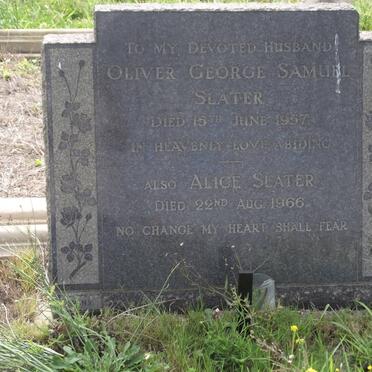 TO MY DEVOTED HUSBAND
OLIVER GEORGE SAMUEL
SLATER
DIED 15TH JUNE 1957.
IN HEAVENLY LOVE ABIDING
ALSO ALICE SLATER
DIED 22ND AUG. 1966.
NO CHANGE MY HEART SHALL FEAR